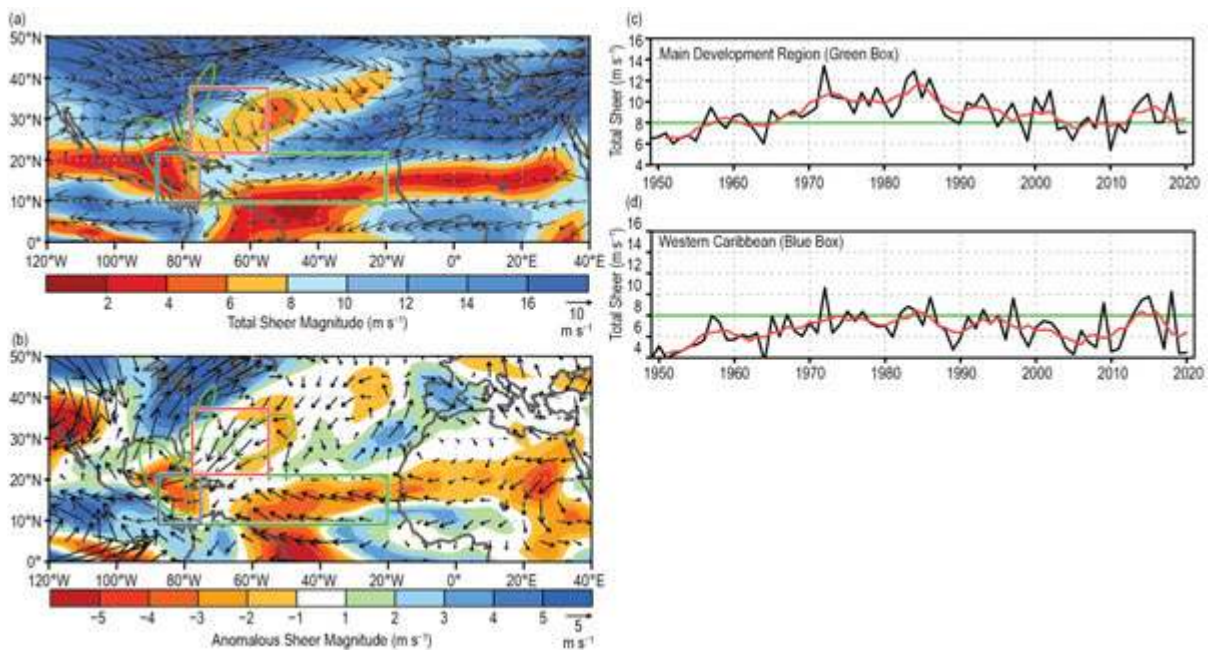 (a)
50°N
40°N
30°N
20°N
10°N
0°
120°W 100°W 80°W 60°W 40°W 20°W 0° 20°E 40°E
2 4 6 8 10 12 14 16 10
Total Sheer Magnitude (m s⁻¹) m s⁻¹
(b)
50°N
40°N
30°N
20°N
10°N
0°
120°W 100°W 80°W 60°W 40°W 20°W 0° 20°E 40°E
−5 −4 −3 −2 −1 1 2 3 4 5 5
Anomalous Sheer Magnitude (m s⁻¹) m s⁻¹
(c)
Main Development Region (Green Box)
Total Sheer (m s⁻¹)
16
14
12
10
8
6
4
1950 1960 1970 1980 1990 2000 2010 2020
(d)
Western Caribbean (Blue Box)
Total Sheer (m s⁻¹)
16
14
12
10
8
6
4
1950 1960 1970 1980 1990 2000 2010 2020